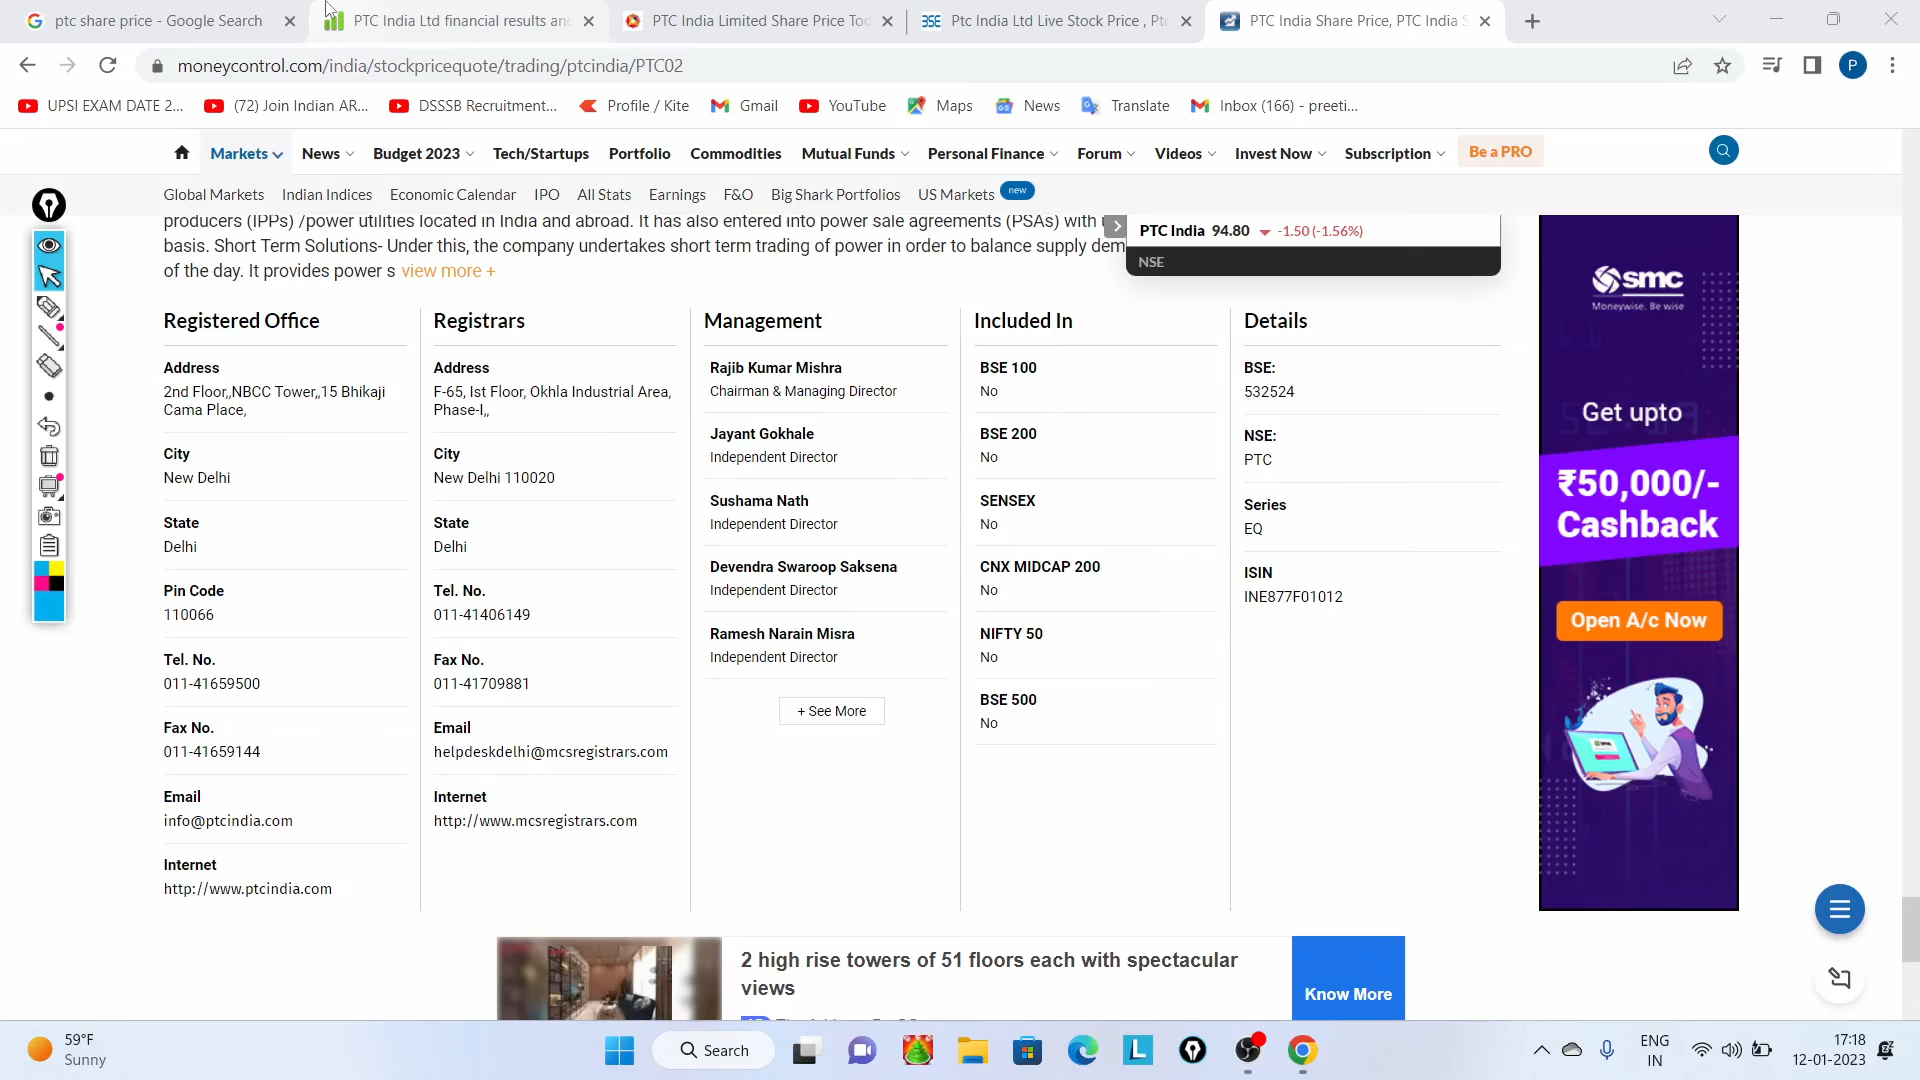 ptc share price - Google Search
PTC India Ltd financial results an
PTC India Limited Share Price Tod
Ptc India Ltd Live Stock Price , Ptc
PTC India Share Price, PTC India S
moneycontrol.com/india/stockpricequote/trading/ptcindia/PTC02
P
UPSI EXAM DATE 2...
(72) Join Indian AR...
DSSSB Recruitment...
Profile / Kite
Gmail
YouTube
Maps
News
Translate
Inbox (166) - preeti...
Markets
News
Budget 2023
Tech/Startups
Portfolio
Commodities
Mutual Funds
Personal Finance
Forum
Videos
Invest Now
Subscription
Be a PRO
Global Markets
Indian Indices
Economic Calendar
IPO
All Stats
Earnings
F&O
Big Shark Portfolios
US Markets
new
producers (IPPs) /power utilities located in India and abroad. It has also entered into power sale agreements (PSAs) with
basis. Short Term Solutions- Under this, the company undertakes short term trading of power in order to balance supply dem
of the day. It provides power s view more +
PTC India 94.80 -1.50 (-1.56%)
NSE
Registered Office
Address
2nd Floor,,NBCC Tower,,15 Bhikaji
Cama Place,
City
New Delhi
State
Delhi
Pin Code
110066
Tel. No.
011-41659500
Fax No.
011-41659144
Email
info@ptcindia.com
Internet
http://www.ptcindia.com
Registrars
Address
F-65, Ist Floor, Okhla Industrial Area,
Phase-I,,
City
New Delhi 110020
State
Delhi
Tel. No.
011-41406149
Fax No.
011-41709881
Email
helpdeskdelhi@mcsregistrars.com
Internet
http://www.mcsregistrars.com
Management
Rajib Kumar Mishra
Chairman & Managing Director
Jayant Gokhale
Independent Director
Sushama Nath
Independent Director
Devendra Swaroop Saksena
Independent Director
Ramesh Narain Misra
Independent Director
+ See More
Included In
BSE 100
No
BSE 200
No
SENSEX
No
CNX MIDCAP 200
No
NIFTY 50
No
BSE 500
No
Details
BSE:
532524
NSE:
PTC
Series
EQ
ISIN
INE877F01012
smc
Moneywise. Be wise
Get upto
₹50,000/-
Cashback
Open A/c Now
2 high rise towers of 51 floors each with spectacular
views
Know More
59°F
Sunny
Search
ENG
IN
17:18
12-01-2023